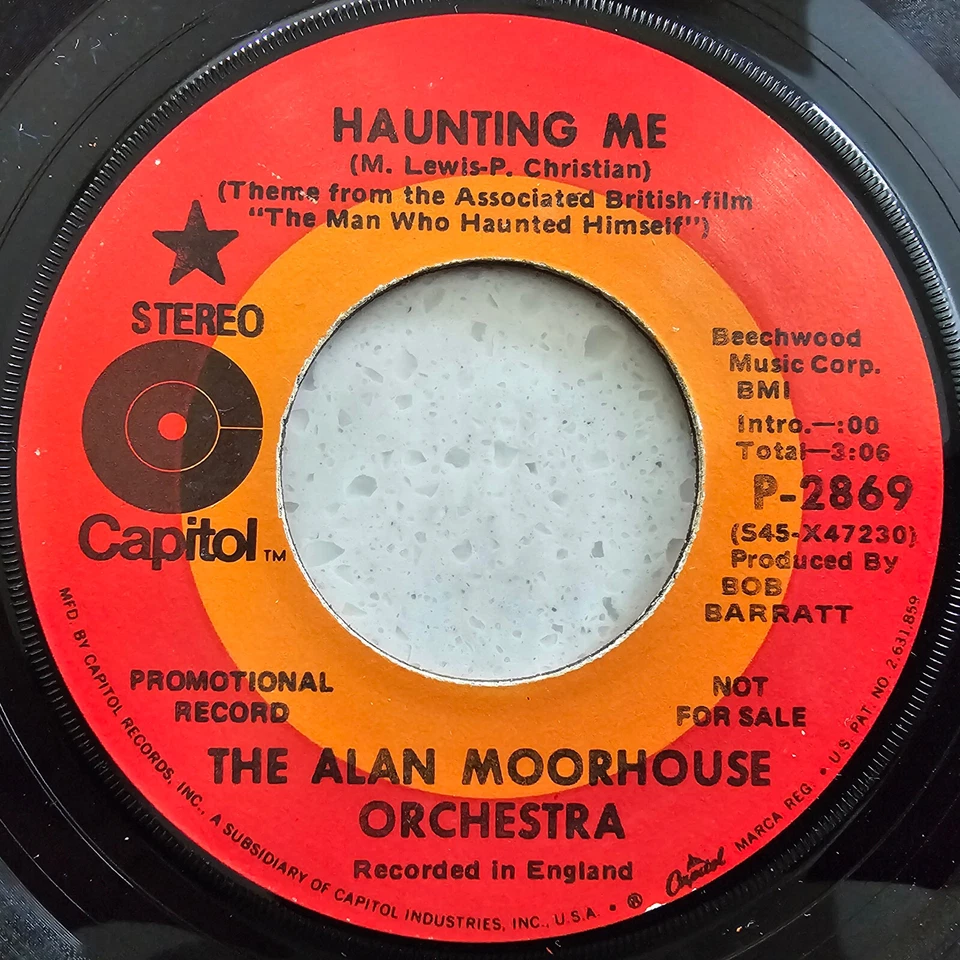 HAUNTING ME
(M. Lewis-P. Christian)
(Theme from the Associated British film
"The Man Who Haunted Himself")
STEREO
Capitol™
Beechwood
Music Corp.
BMI
Intro.—:00
Total—3:06
P-2869
(S45-X47230)
Produced By
BOB
BARRATT
PROMOTIONAL
RECORD
NOT
FOR SALE
THE ALAN MOORHOUSE
ORCHESTRA
Recorded in England
MFD. BY CAPITOL RECORDS, INC., A SUBSIDIARY OF CAPITOL INDUSTRIES, INC., U.S.A. • ® Capitol MARCA REG. • U.S. PAT. NO. 2,631,859